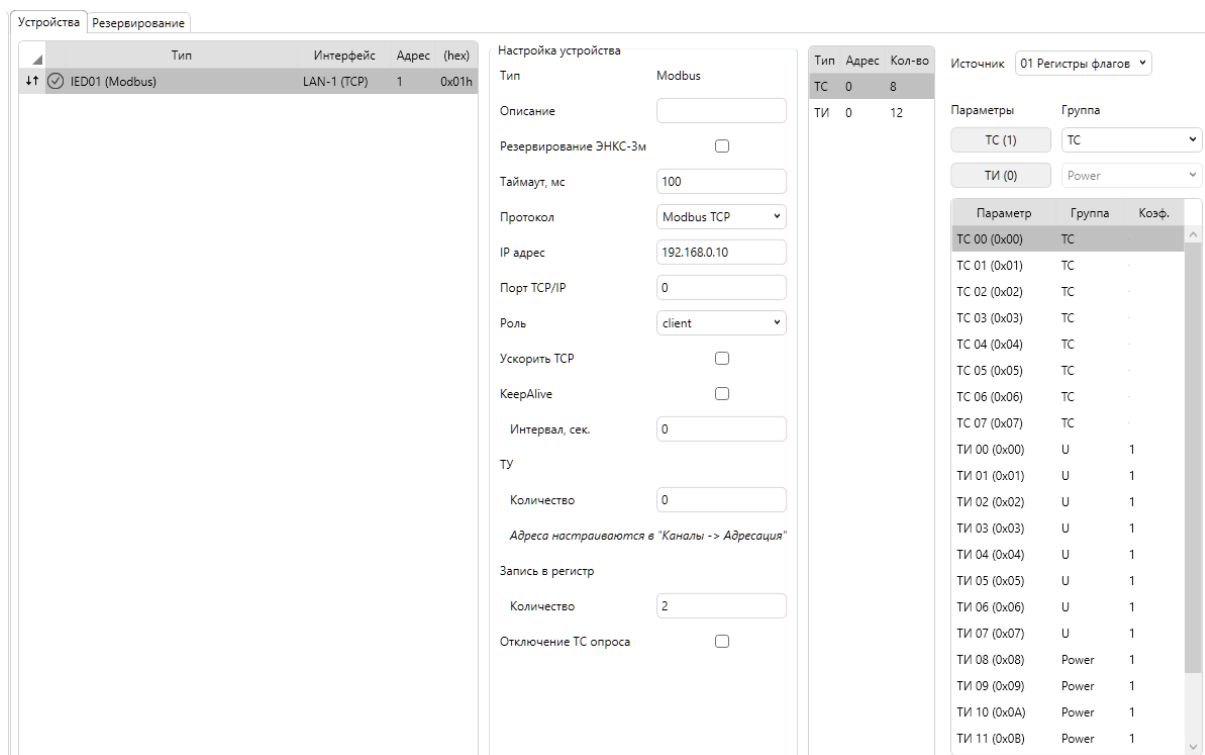 Устройства Резервирование
Тип Интерфейс Адрес (hex)
IED01 (Modbus) LAN-1 (TCP) 1 0x01h
Настройка устройства
Тип Modbus
Описание
Резервирование ЭНКС-3м
Таймаут, мс 100
Протокол Modbus TCP
IP адрес 192.168.0.10
Порт TCP/IP 0
Роль client
Ускорить TCP
KeepAlive
Интервал, сек. 0
ТУ
Количество 0
Адреса настраиваются в "Каналы -> Адресация"
Запись в регистр
Количество 2
Отключение ТС опроса
Тип Адрес Кол-во
ТС 0 8
ТИ 0 12
Источник 01 Регистры флагов
Параметры Группа
ТС (1) ТС
ТИ (0) Power
Параметр Группа Коэф.
ТС 00 (0x00) ТС
ТС 01 (0x01) ТС
ТС 02 (0x02) ТС
ТС 03 (0x03) ТС
ТС 04 (0x04) ТС
ТС 05 (0x05) ТС
ТС 06 (0x06) ТС
ТС 07 (0x07) ТС
ТИ 00 (0x00) U 1
ТИ 01 (0x01) U 1
ТИ 02 (0x02) U 1
ТИ 03 (0x03) U 1
ТИ 04 (0x04) U 1
ТИ 05 (0x05) U 1
ТИ 06 (0x06) U 1
ТИ 07 (0x07) U 1
ТИ 08 (0x08) Power 1
ТИ 09 (0x09) Power 1
ТИ 10 (0x0A) Power 1
ТИ 11 (0x0B) Power 1